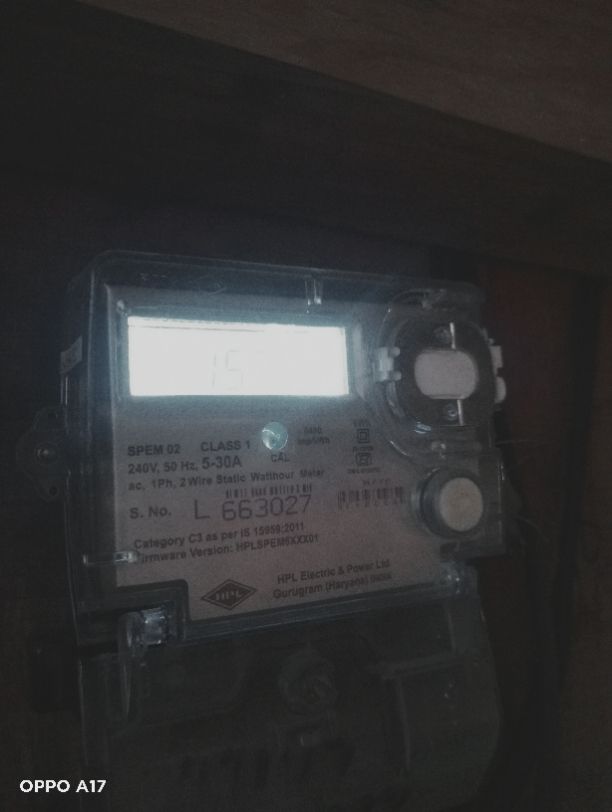 15
SPEM 02 CLASS 1
CAL
240V, 50 Hz, 5-30A
ac, 1Ph, 2 Wire Static Watthour Meter
S. No. L 663027
Category C3 as per IS 15959:2011
Firmware Version: HPLSPEM6XXX01
HPL
HPL Electric & Power Ltd
Gurugram (Haryana) INDIA
OPPO A17